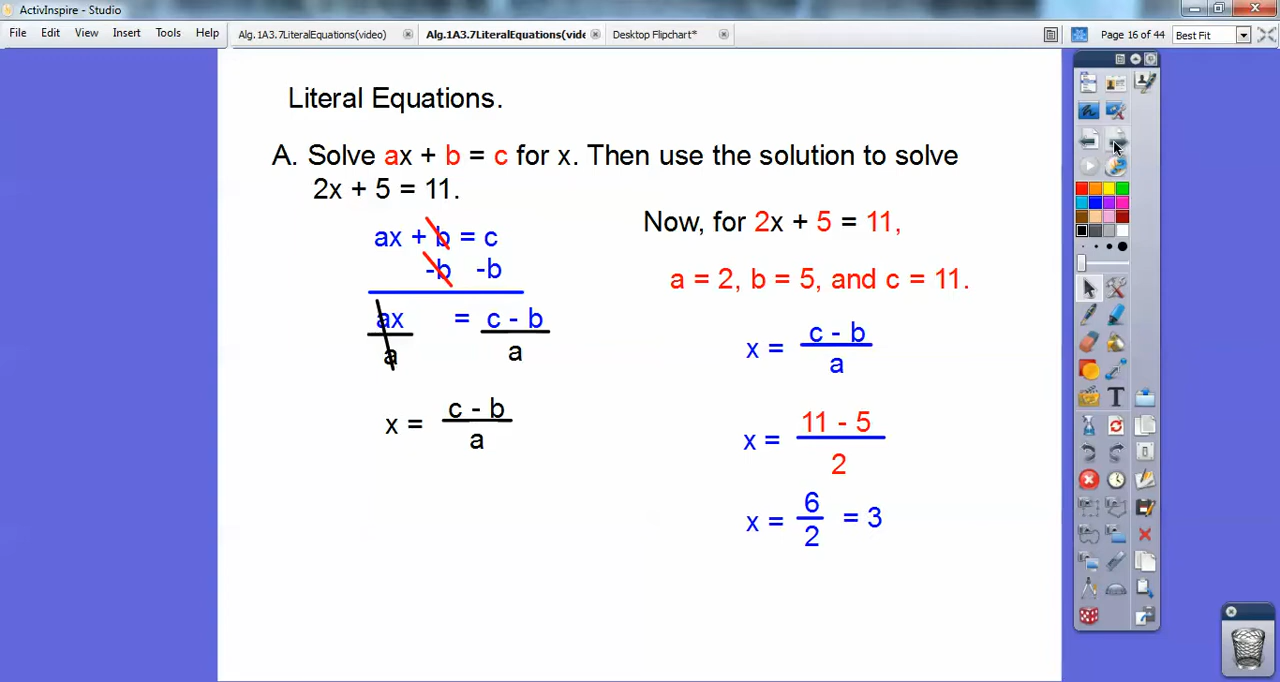 ActivInspire - Studio
File Edit View Insert Tools Help
Alg.1A3.7LiteralEquations(video)
Alg.1A3.7LiteralEquations(vide
Desktop Flipchart*
Page 16 of 44
Best Fit
Literal Equations.
A. Solve ax + b = c for x. Then use the solution to solve
2x + 5 = 11.
ax + b = c
-b -b
ax = c - b
a a
x = c - b
a
Now, for 2x + 5 = 11,
a = 2, b = 5, and c = 11.
x = c - b
a
x = 11 - 5
2
x = 6 = 3
2
T